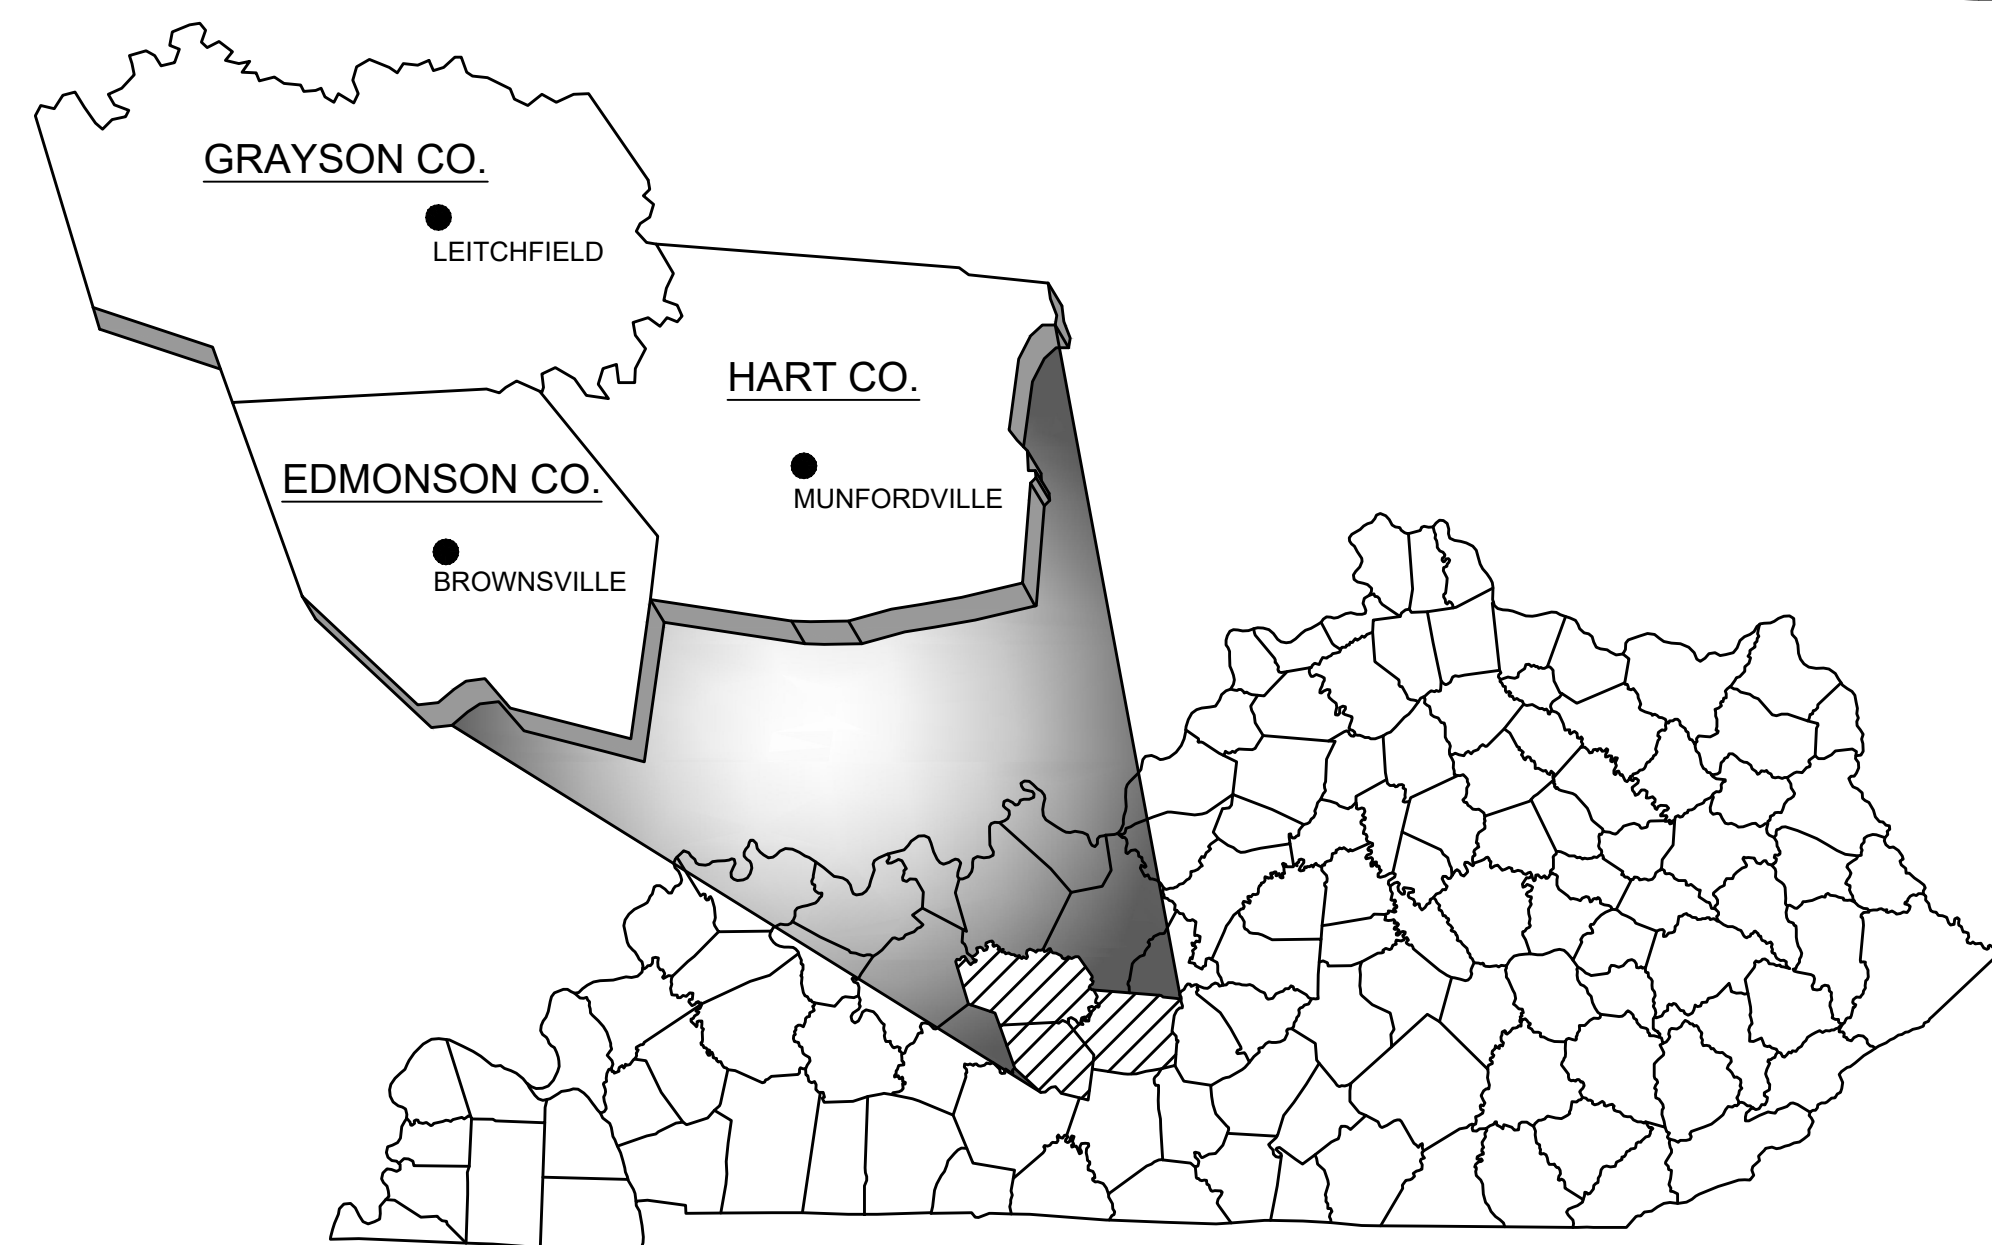 GRAYSON CO.
LEITCHFIELD
HART CO.
MUNFORDVILLE
EDMONSON CO.
BROWNSVILLE